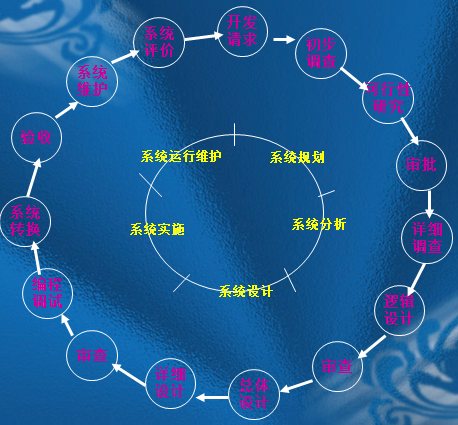 开发
请求
初步
调查
可行性
研究
审批
详细
调查
逻辑
设计
审查
总体
设计
详细
设计
审查
编程
调试
系统
转换
验收
系统
维护
系统
评价
系统规划
系统分析
系统设计
系统实施
系统运行维护